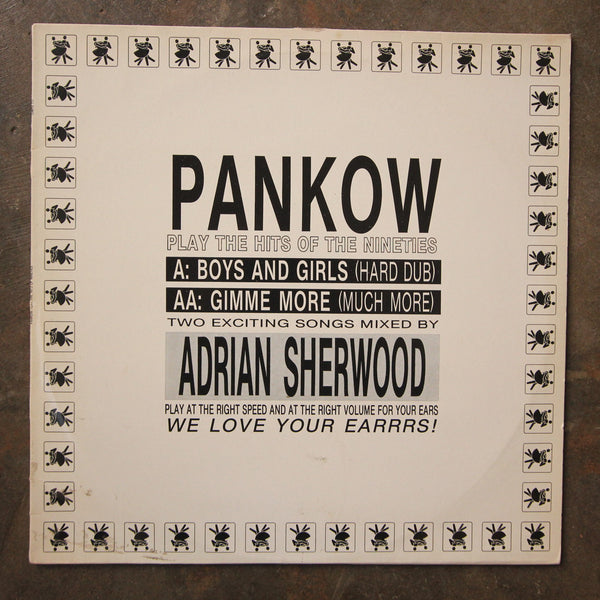 PANKOW
PLAY THE HITS OF THE NINETIES
A: BOYS AND GIRLS (HARD DUB)
AA: GIMME MORE (MUCH MORE)
TWO EXCITING SONGS MIXED BY
ADRIAN SHERWOOD
PLAY AT THE RIGHT SPEED AND AT THE RIGHT VOLUME FOR YOUR EARS
WE LOVE YOUR EARRRS!